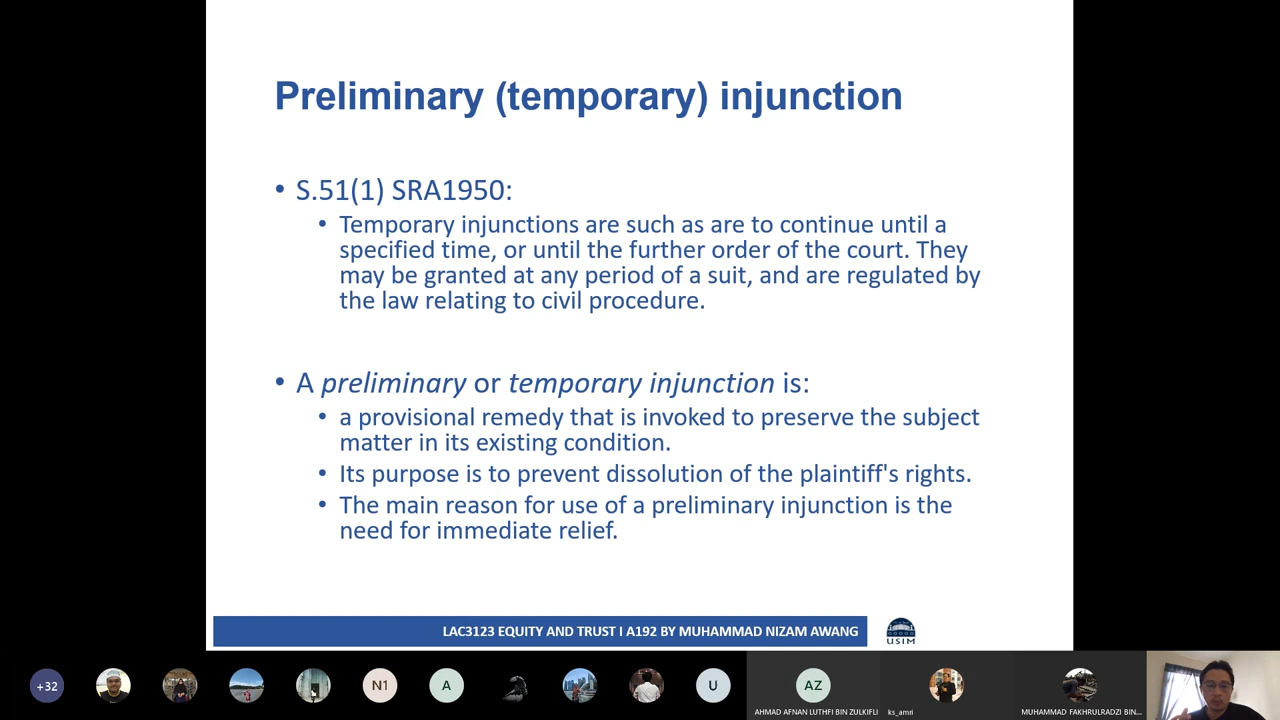 Preliminary (temporary) injunction
• S.51(1) SRA1950:
• Temporary injunctions are such as are to continue until a
specified time, or until the further order of the court. They
may be granted at any period of a suit, and are regulated by
the law relating to civil procedure.
• A preliminary or temporary injunction is:
• a provisional remedy that is invoked to preserve the subject
matter in its existing condition.
• Its purpose is to prevent dissolution of the plaintiff's rights.
• The main reason for use of a preliminary injunction is the
need for immediate relief.
LAC3123 EQUITY AND TRUST I A192 BY MUHAMMAD NIZAM AWANG
USIM
+32
N1
A
U
AZ
AHMAD AFNAN LUTHFI BIN ZULKIFLI
ks_amri
MUHAMMAD FAKHRULRADZI BIN...